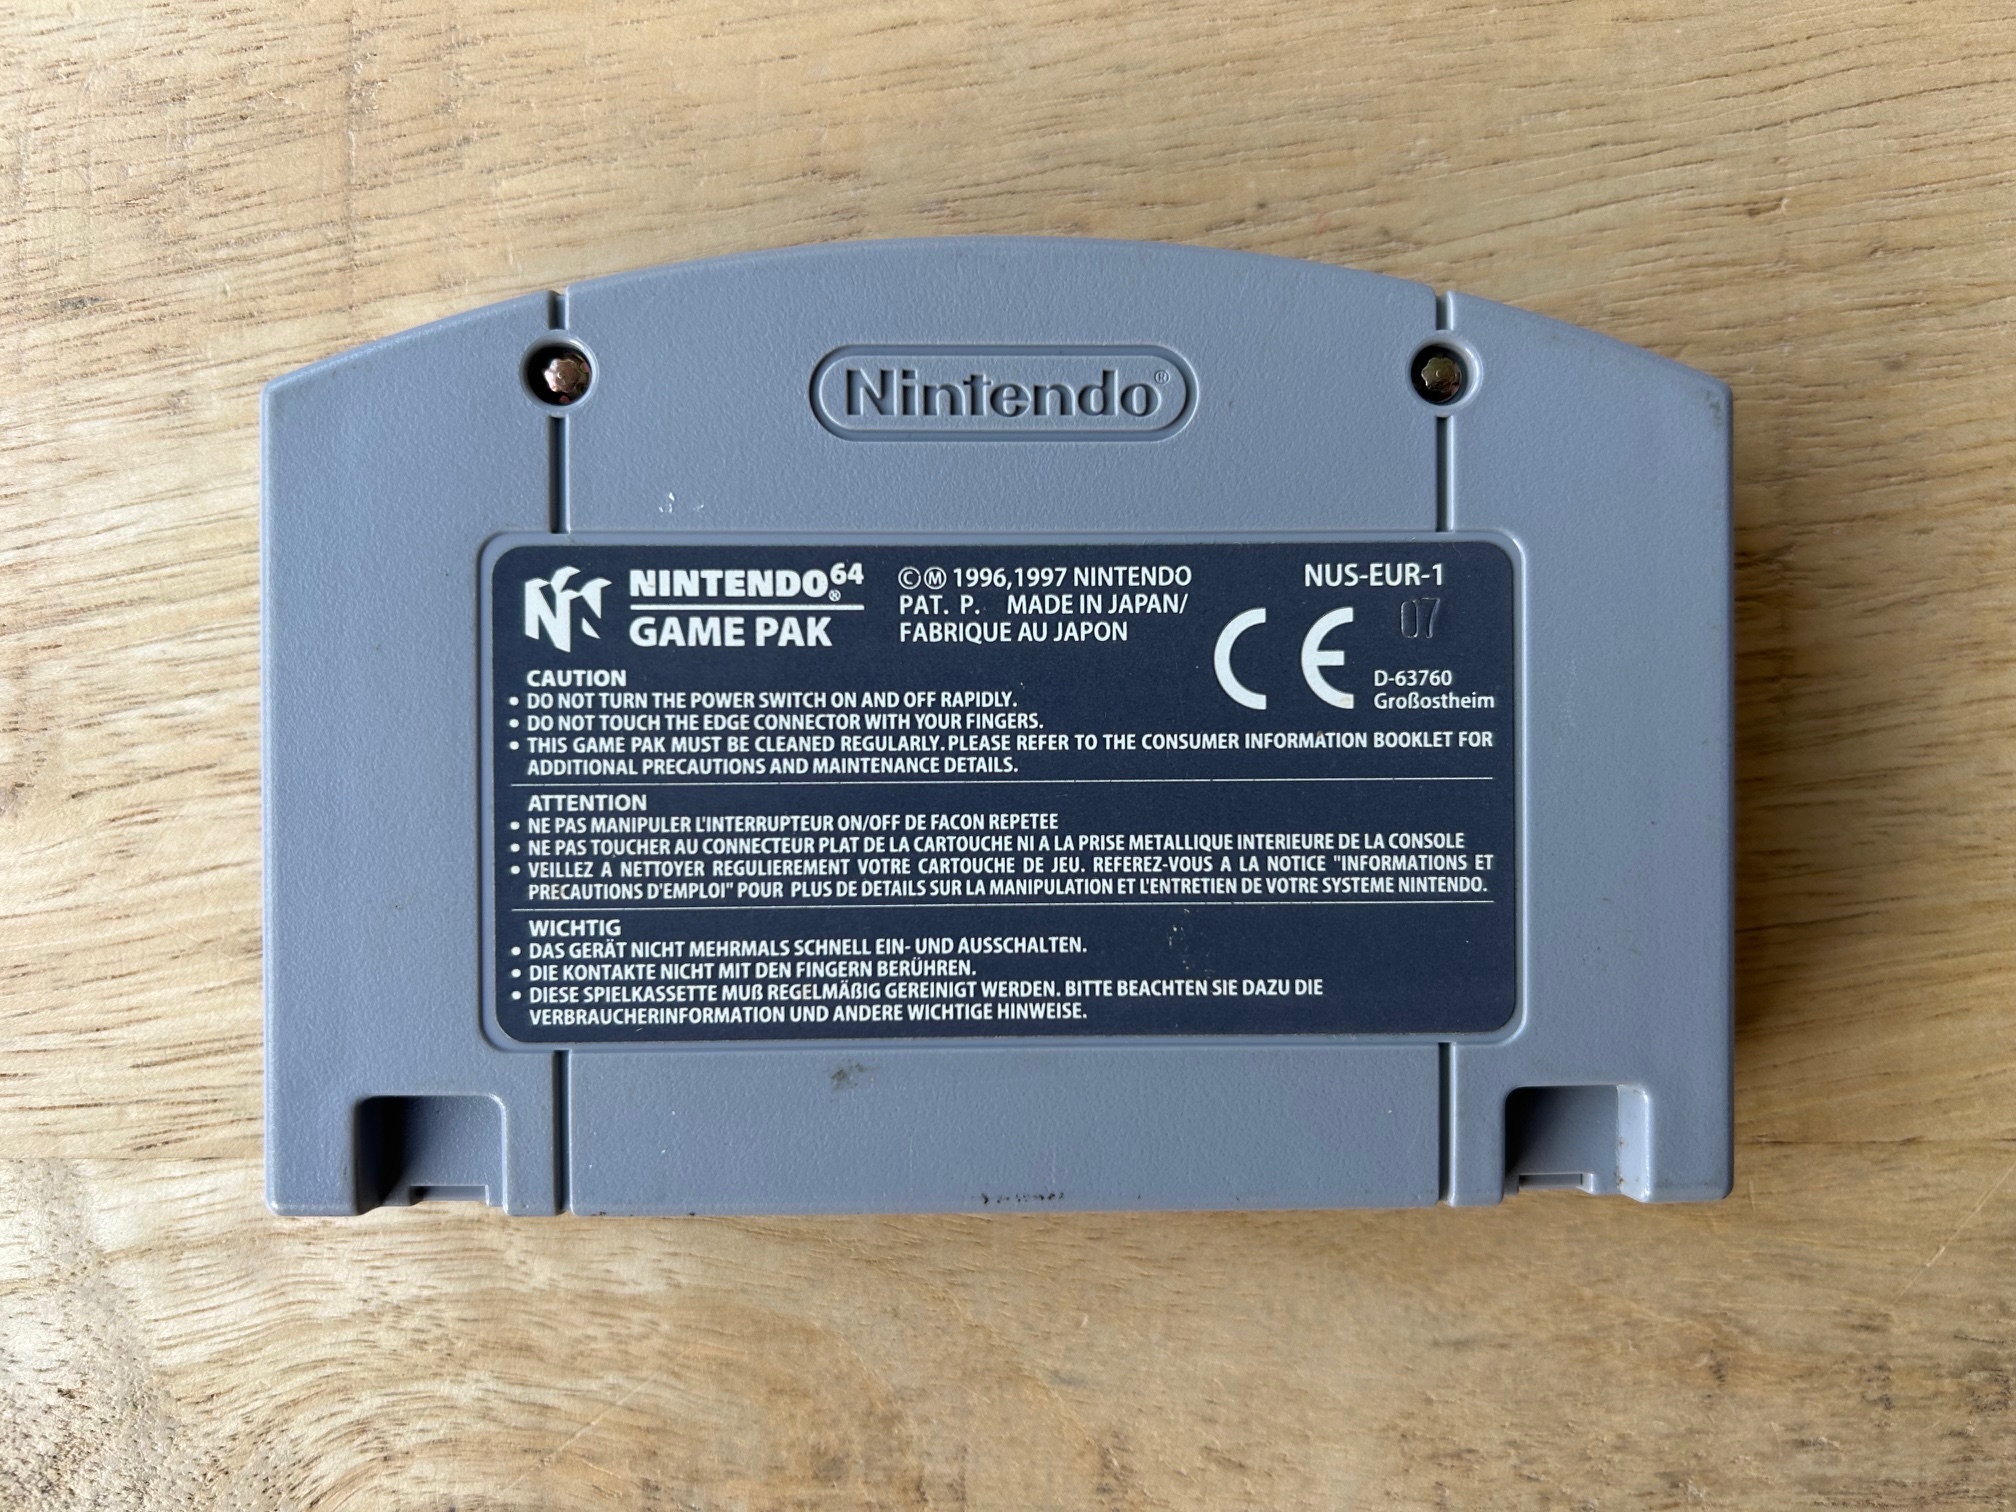 Nintendo®
NINTENDO®64
GAME PAK
©Ⓜ 1996,1997 NINTENDO
PAT. P. MADE IN JAPAN/
FABRIQUE AU JAPON
NUS-EUR-1
07
CE
D-63760
Großostheim
CAUTION
• DO NOT TURN THE POWER SWITCH ON AND OFF RAPIDLY.
• DO NOT TOUCH THE EDGE CONNECTOR WITH YOUR FINGERS.
• THIS GAME PAK MUST BE CLEANED REGULARLY. PLEASE REFER TO THE CONSUMER INFORMATION BOOKLET FOR
ADDITIONAL PRECAUTIONS AND MAINTENANCE DETAILS.
ATTENTION
• NE PAS MANIPULER L'INTERRUPTEUR ON/OFF DE FACON REPETEE
• NE PAS TOUCHER AU CONNECTEUR PLAT DE LA CARTOUCHE NI A LA PRISE METALLIQUE INTERIEURE DE LA CONSOLE
• VEILLEZ A NETTOYER REGULIEREMENT VOTRE CARTOUCHE DE JEU. REFEREZ-VOUS A LA NOTICE "INFORMATIONS ET
PRECAUTIONS D'EMPLOI" POUR PLUS DE DETAILS SUR LA MANIPULATION ET L'ENTRETIEN DE VOTRE SYSTEME NINTENDO.
WICHTIG
• DAS GERÄT NICHT MEHRMALS SCHNELL EIN- UND AUSSCHALTEN.
• DIE KONTAKTE NICHT MIT DEN FINGERN BERÜHREN.
• DIESE SPIELKASSETTE MUß REGELMÄßIG GEREINIGT WERDEN. BITTE BEACHTEN SIE DAZU DIE
VERBRAUCHERINFORMATION UND ANDERE WICHTIGE HINWEISE.